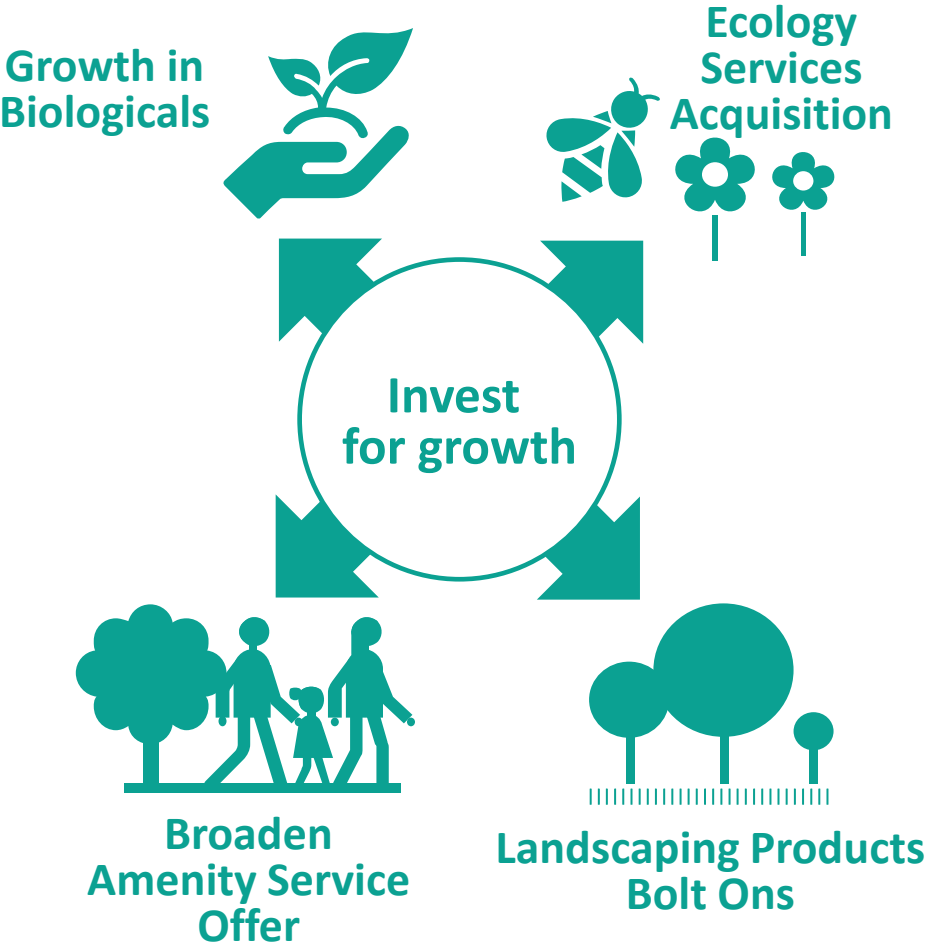 Growth in
Biologicals
Ecology
Services
Acquisition
Invest
for growth
Broaden
Amenity Service
Offer
Landscaping Products
Bolt Ons